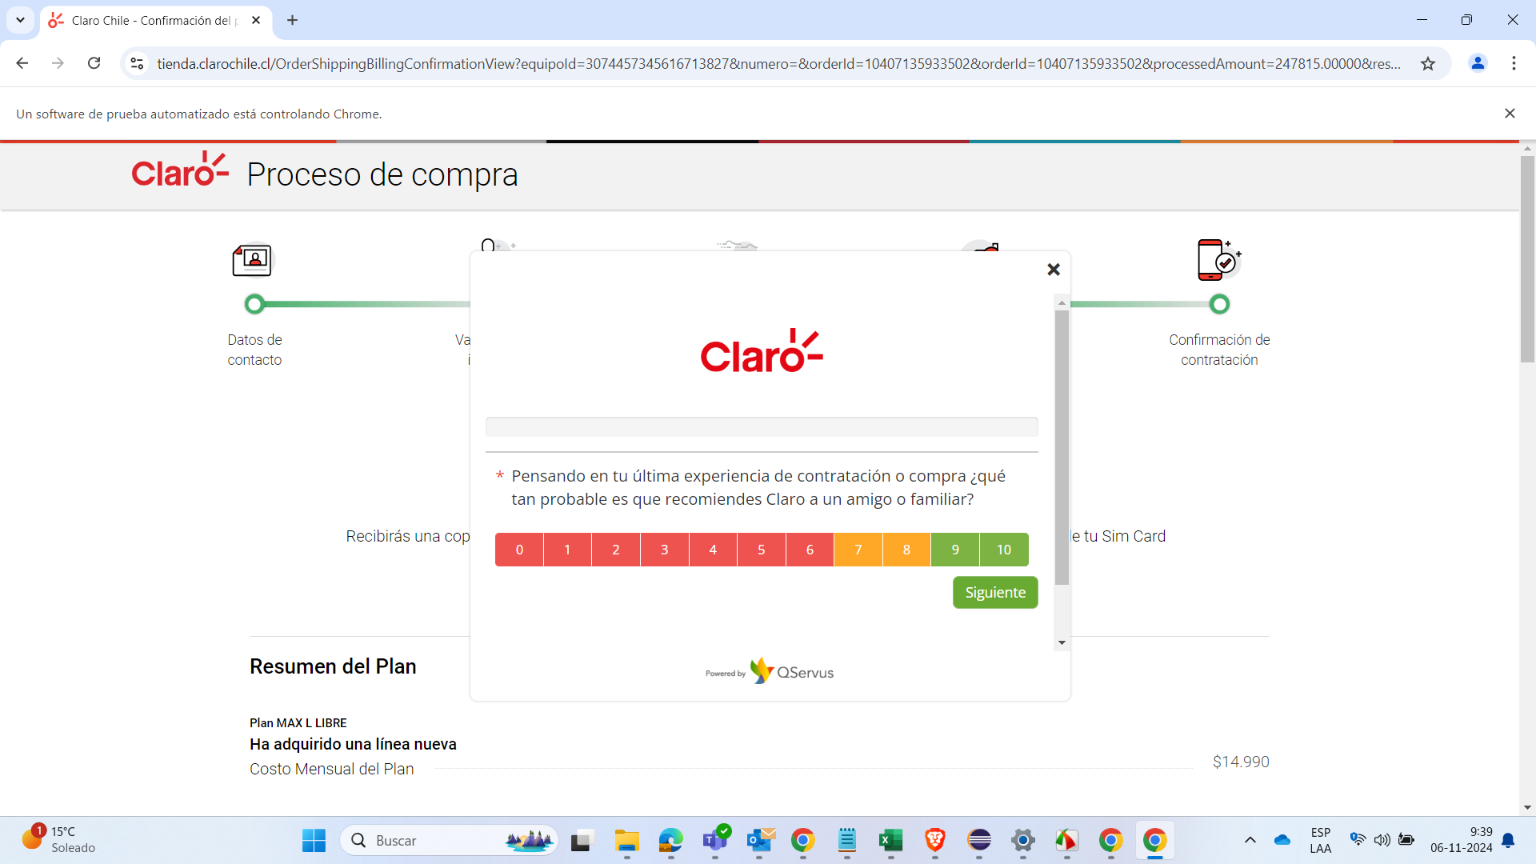 Claro Chile - Confirmación del
tienda.clarochile.cl/OrderShippingBillingConfirmationView?equipoId=3074457345616713827&numero=&orderId=10407135933502&orderId=10407135933502&processedAmount=247815.00000&res...
Un software de prueba automatizado está controlando Chrome.
Claro Proceso de compra
Datos de
contacto
Va
Confirmación de
contratación
Claro
* Pensando en tu última experiencia de contratación o compra ¿qué
tan probable es que recomiendes Claro a un amigo o familiar?
Recibirás una cop
e tu Sim Card
0 1 2 3 4 5 6 7 8 9 10
Siguiente
Powered by QServus
Resumen del Plan
Plan MAX L LIBRE
Ha adquirido una línea nueva
Costo Mensual del Plan
$14.990
1
15°C
Soleado
Buscar
ESP
LAA
9:39
06-11-2024